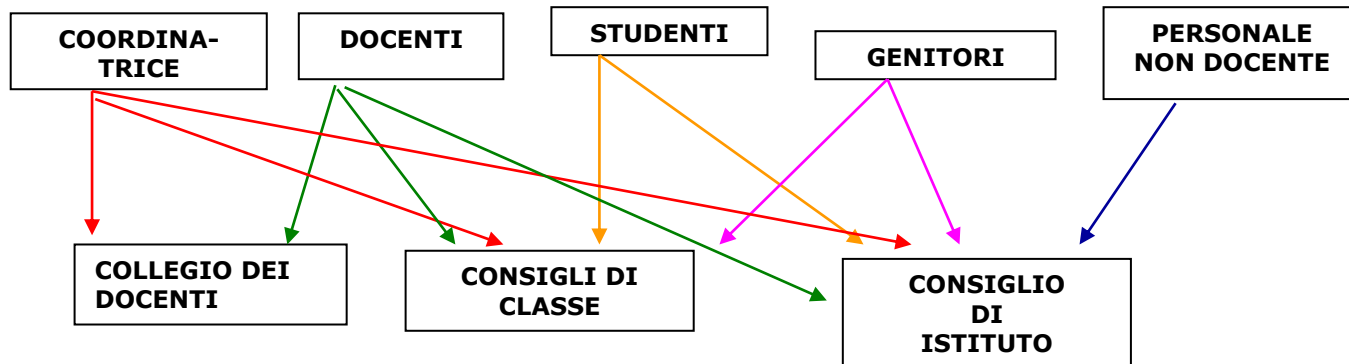 COORDINA-
TRICE
DOCENTI
STUDENTI
GENITORI
PERSONALE
NON DOCENTE
COLLEGIO DEI
DOCENTI
CONSIGLI DI
CLASSE
CONSIGLIO
DI
ISTITUTO